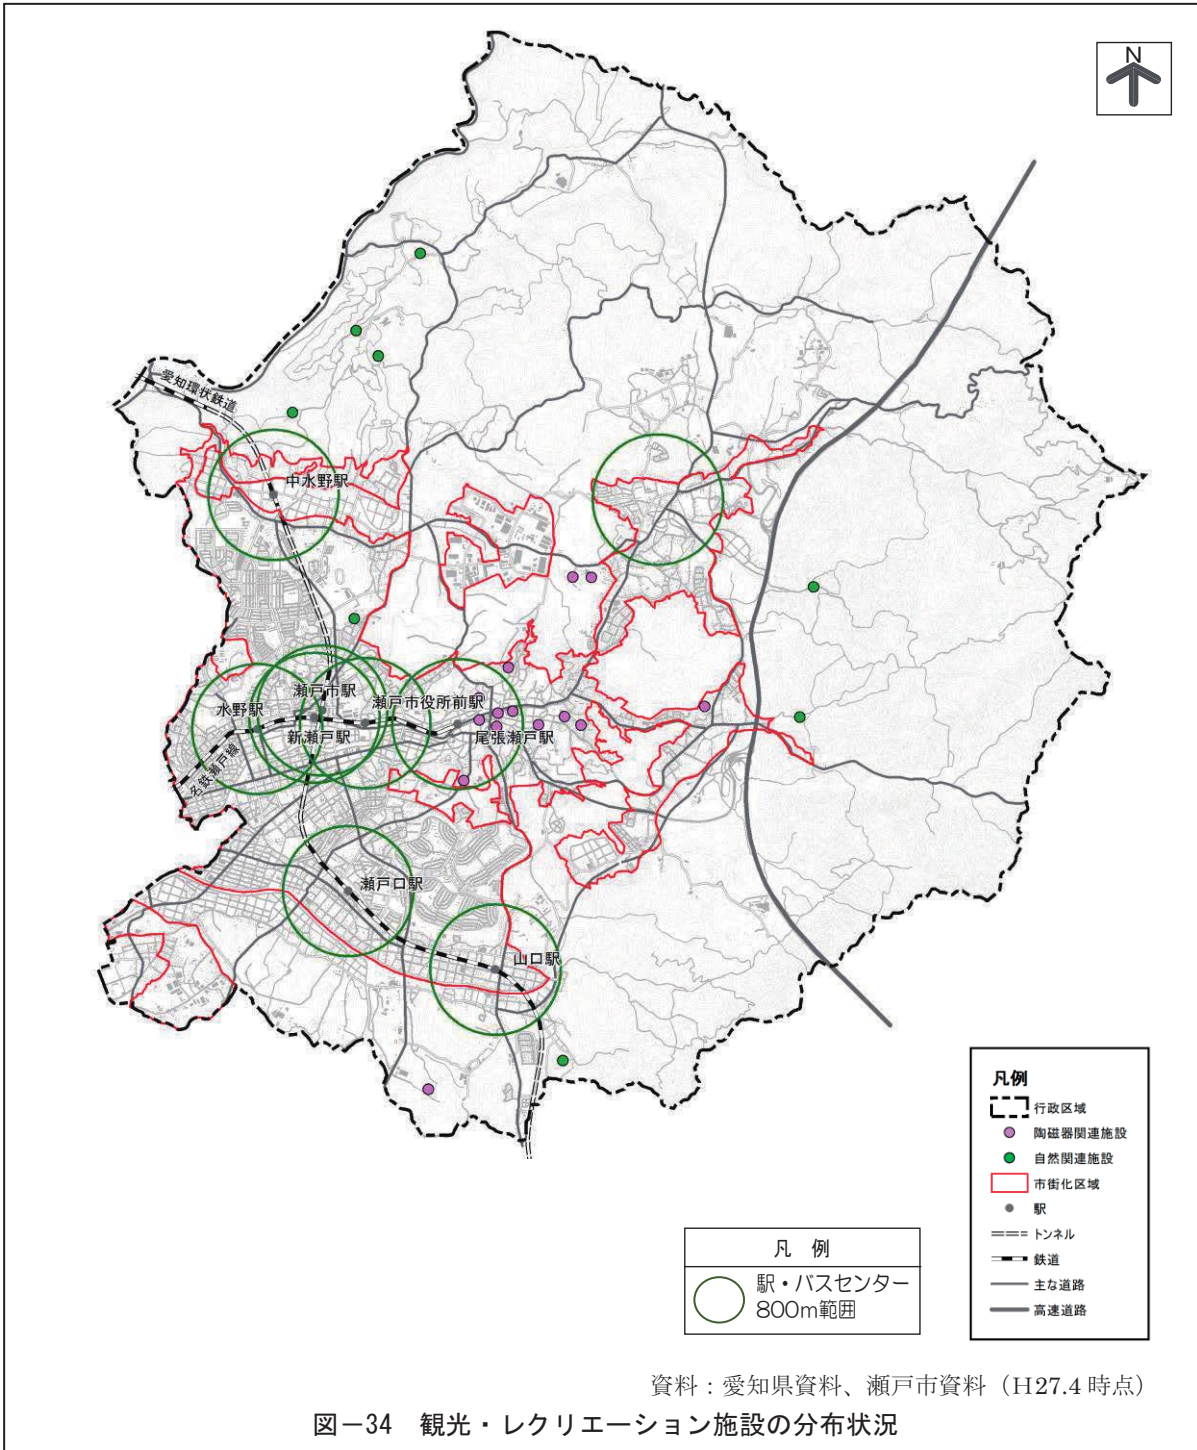 N
愛知環状鉄道
中水野駅
瀬戸市駅
瀬戸市役所前駅
水野駅
新瀬戸駅
尾張瀬戸駅
名鉄瀬戸線
瀬戸口駅
山口駅
凡例
行政区域
陶磁器関連施設
自然関連施設
市街化区域
駅
トンネル
鉄道
主な道路
高速道路
凡 例
駅・バスセンター
800m範囲
資料：愛知県資料、瀬戸市資料（H27.4 時点）
図－34 観光・レクリエーション施設の分布状況